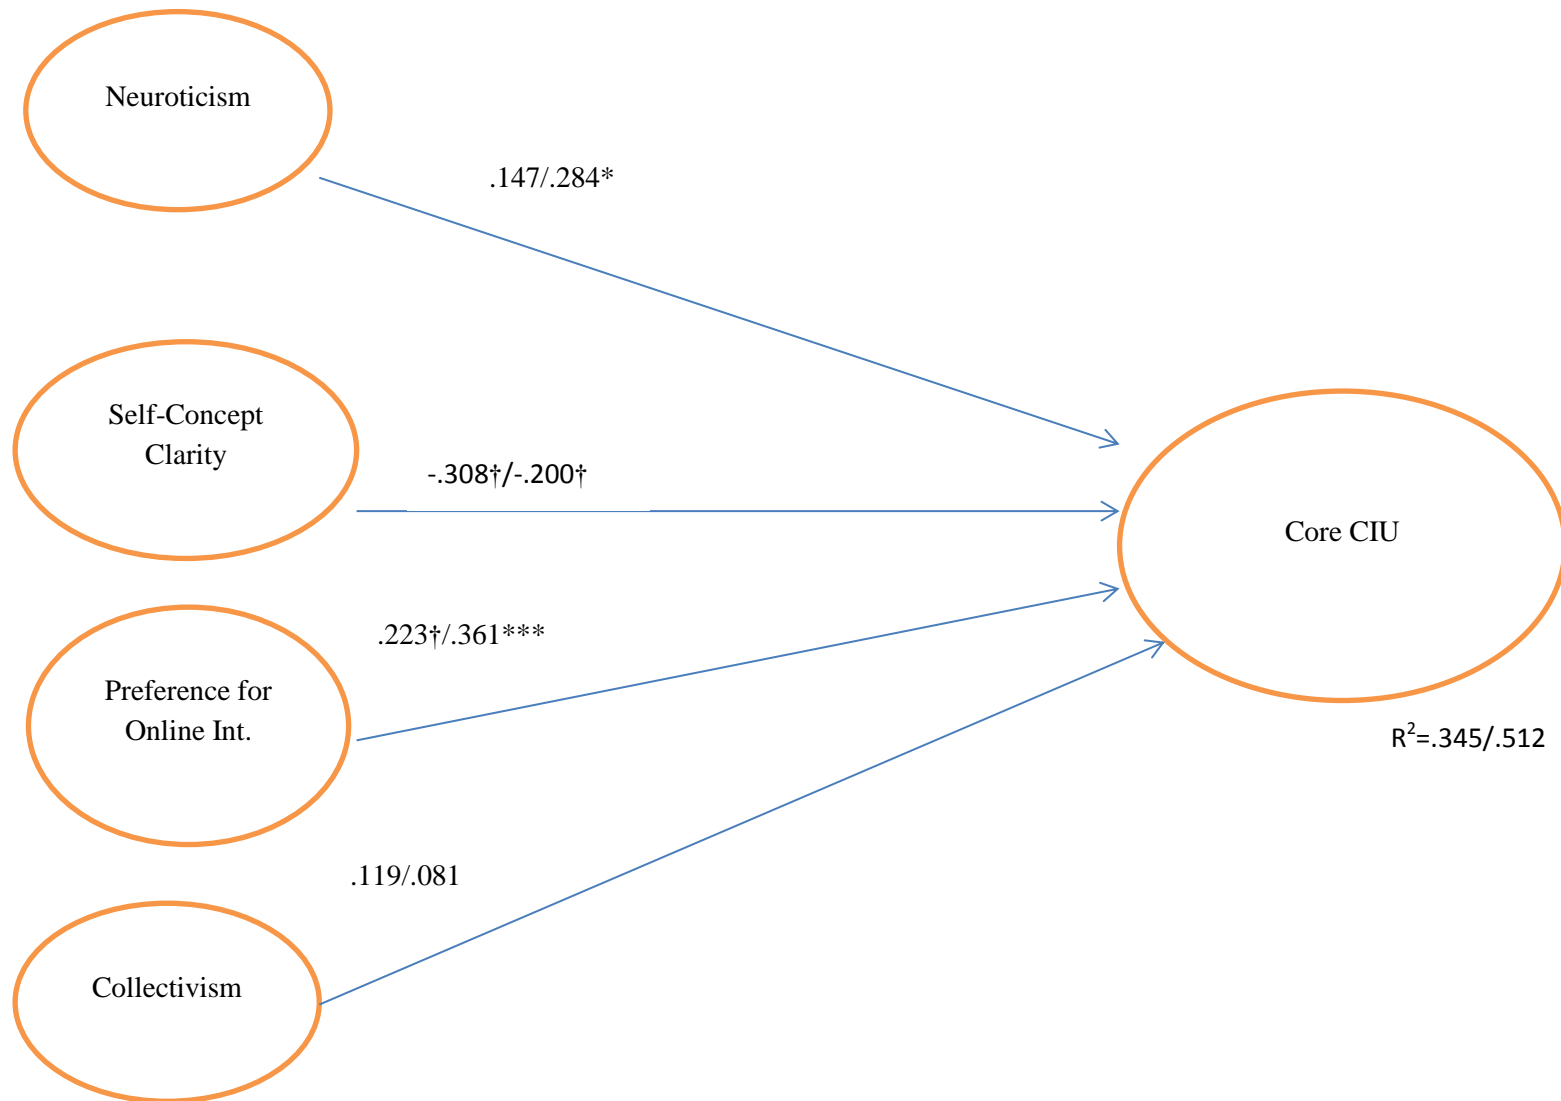 Neuroticism
.147/.284*
Self-Concept
Clarity
-.308†/-.200†
Core CIU
.223†/.361***
Preference for
Online Int.
R²=.345/.512
.119/.081
Collectivism